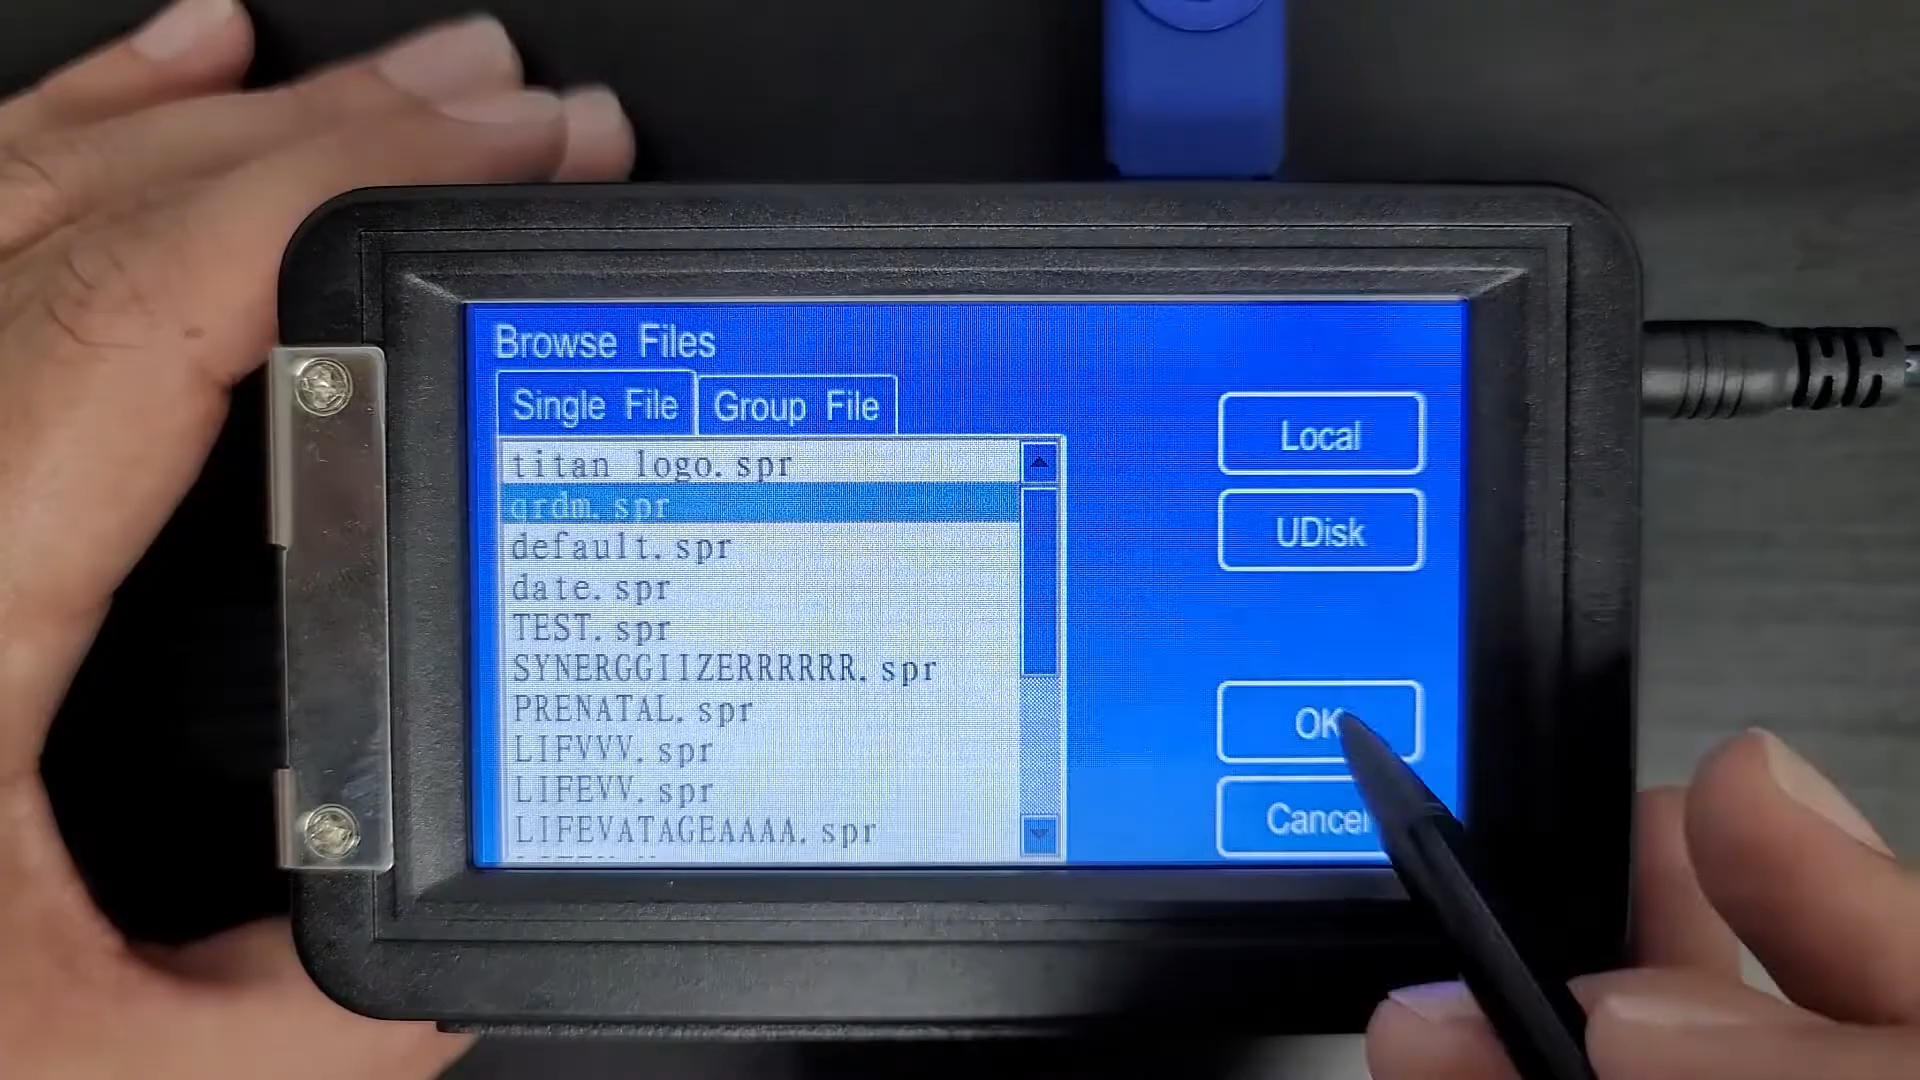 Browse Files
Single File
Group File
titan logo.spr
qrdm.spr
default.spr
date.spr
TEST.spr
SYNERGGIIZERRRRRR.spr
PRENATAL.spr
LIFVVV.spr
LIFEVV.spr
LIFEVATAGEAAAA.spr
Local
UDisk
OK
Cancel